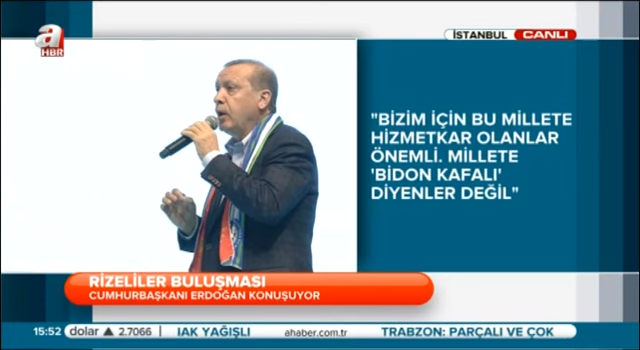 a
HBR
İSTANBUL CANLI
"BİZİM İÇİN BU MİLLETE
HİZMETKAR OLANLAR
ÖNEMLİ. MİLLETE
'BİDON KAFALI'
DİYENLER DEĞİL"
RİZELİLER BULUŞMASI
CUMHURBAŞKANI ERDOĞAN KONUŞUYOR
15:52 dolar ▲ 2.7066 IAK YAĞIŞLI ahaber.com.tr TRABZON: PARÇALI VE ÇOK